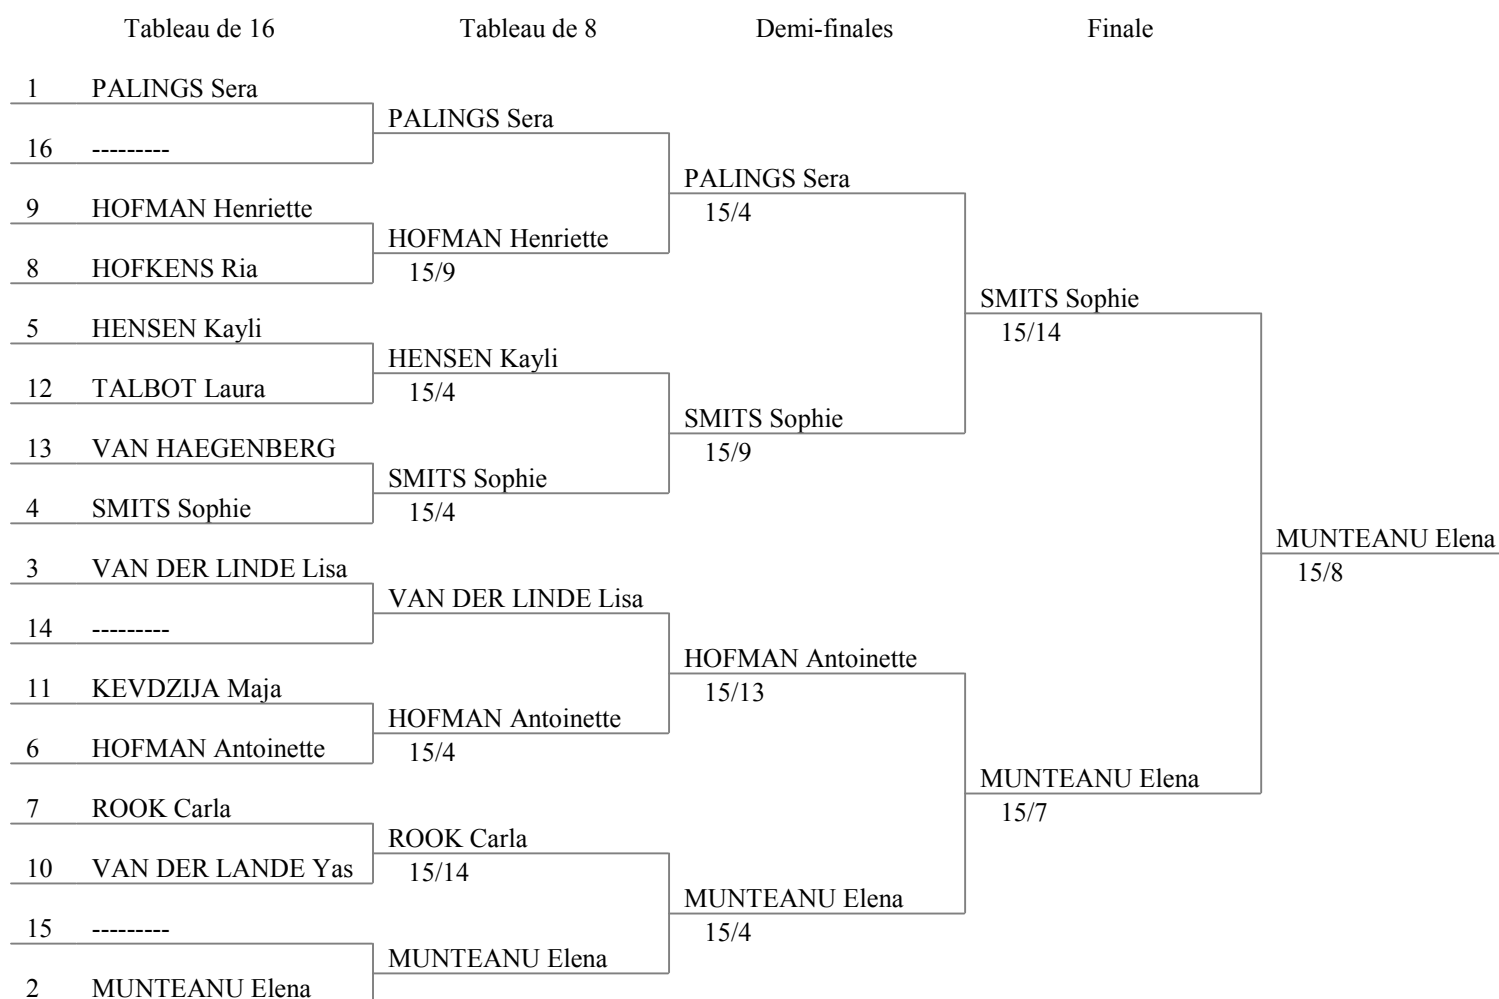 Tableau de 16 Tableau de 8 Demi-finales Finale
1 PALINGS Sera
PALINGS Sera
16 ---------
PALINGS Sera
9 HOFMAN Henriette
15/4
HOFMAN Henriette
8 HOFKENS Ria
15/9
SMITS Sophie
5 HENSEN Kayli
15/14
HENSEN Kayli
12 TALBOT Laura
15/4
SMITS Sophie
13 VAN HAEGENBERG
15/9
SMITS Sophie
4 SMITS Sophie
15/4
MUNTEANU Elena
3 VAN DER LINDE Lisa
15/8
VAN DER LINDE Lisa
14 ---------
HOFMAN Antoinette
11 KEVDZIJA Maja
15/13
HOFMAN Antoinette
6 HOFMAN Antoinette
15/4
MUNTEANU Elena
7 ROOK Carla
15/7
ROOK Carla
10 VAN DER LANDE Yas
15/14
MUNTEANU Elena
15 ---------
15/4
MUNTEANU Elena
2 MUNTEANU Elena